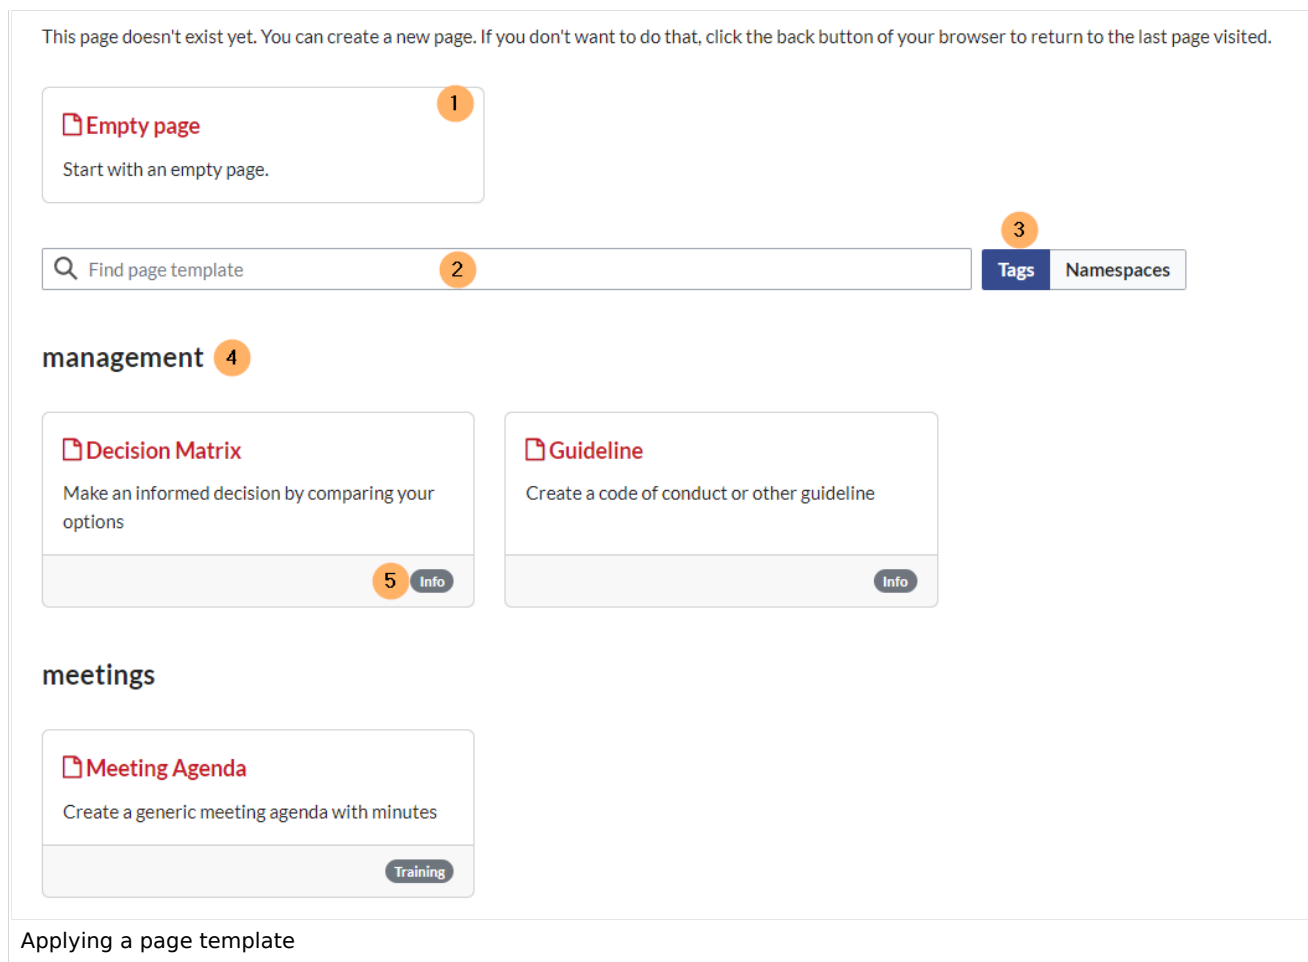 This page doesn't exist yet. You can create a new page. If you don't want to do that, click the back button of your browser to return to the last page visited.
1
Empty page
Start with an empty page.
3
Find page template
2
Tags
Namespaces
management
4
Decision Matrix
Make an informed decision by comparing your
options
5
Info
Guideline
Create a code of conduct or other guideline
Info
meetings
Meeting Agenda
Create a generic meeting agenda with minutes
Training
Applying a page template